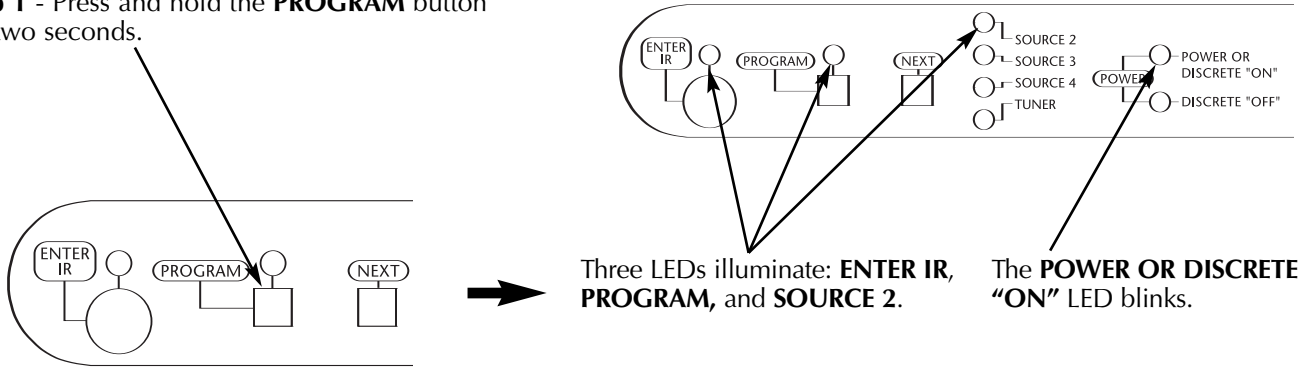 1 - Press and hold the PROGRAM button
two seconds.
ENTER
IR
PROGRAM
NEXT
ENTER
IR
PROGRAM
NEXT
SOURCE 2
SOURCE 3
SOURCE 4
TUNER
POWER
POWER OR
DISCRETE "ON"
DISCRETE "OFF"
Three LEDs illuminate: ENTER IR,
PROGRAM, and SOURCE 2.
The POWER OR DISCRETE
“ON” LED blinks.